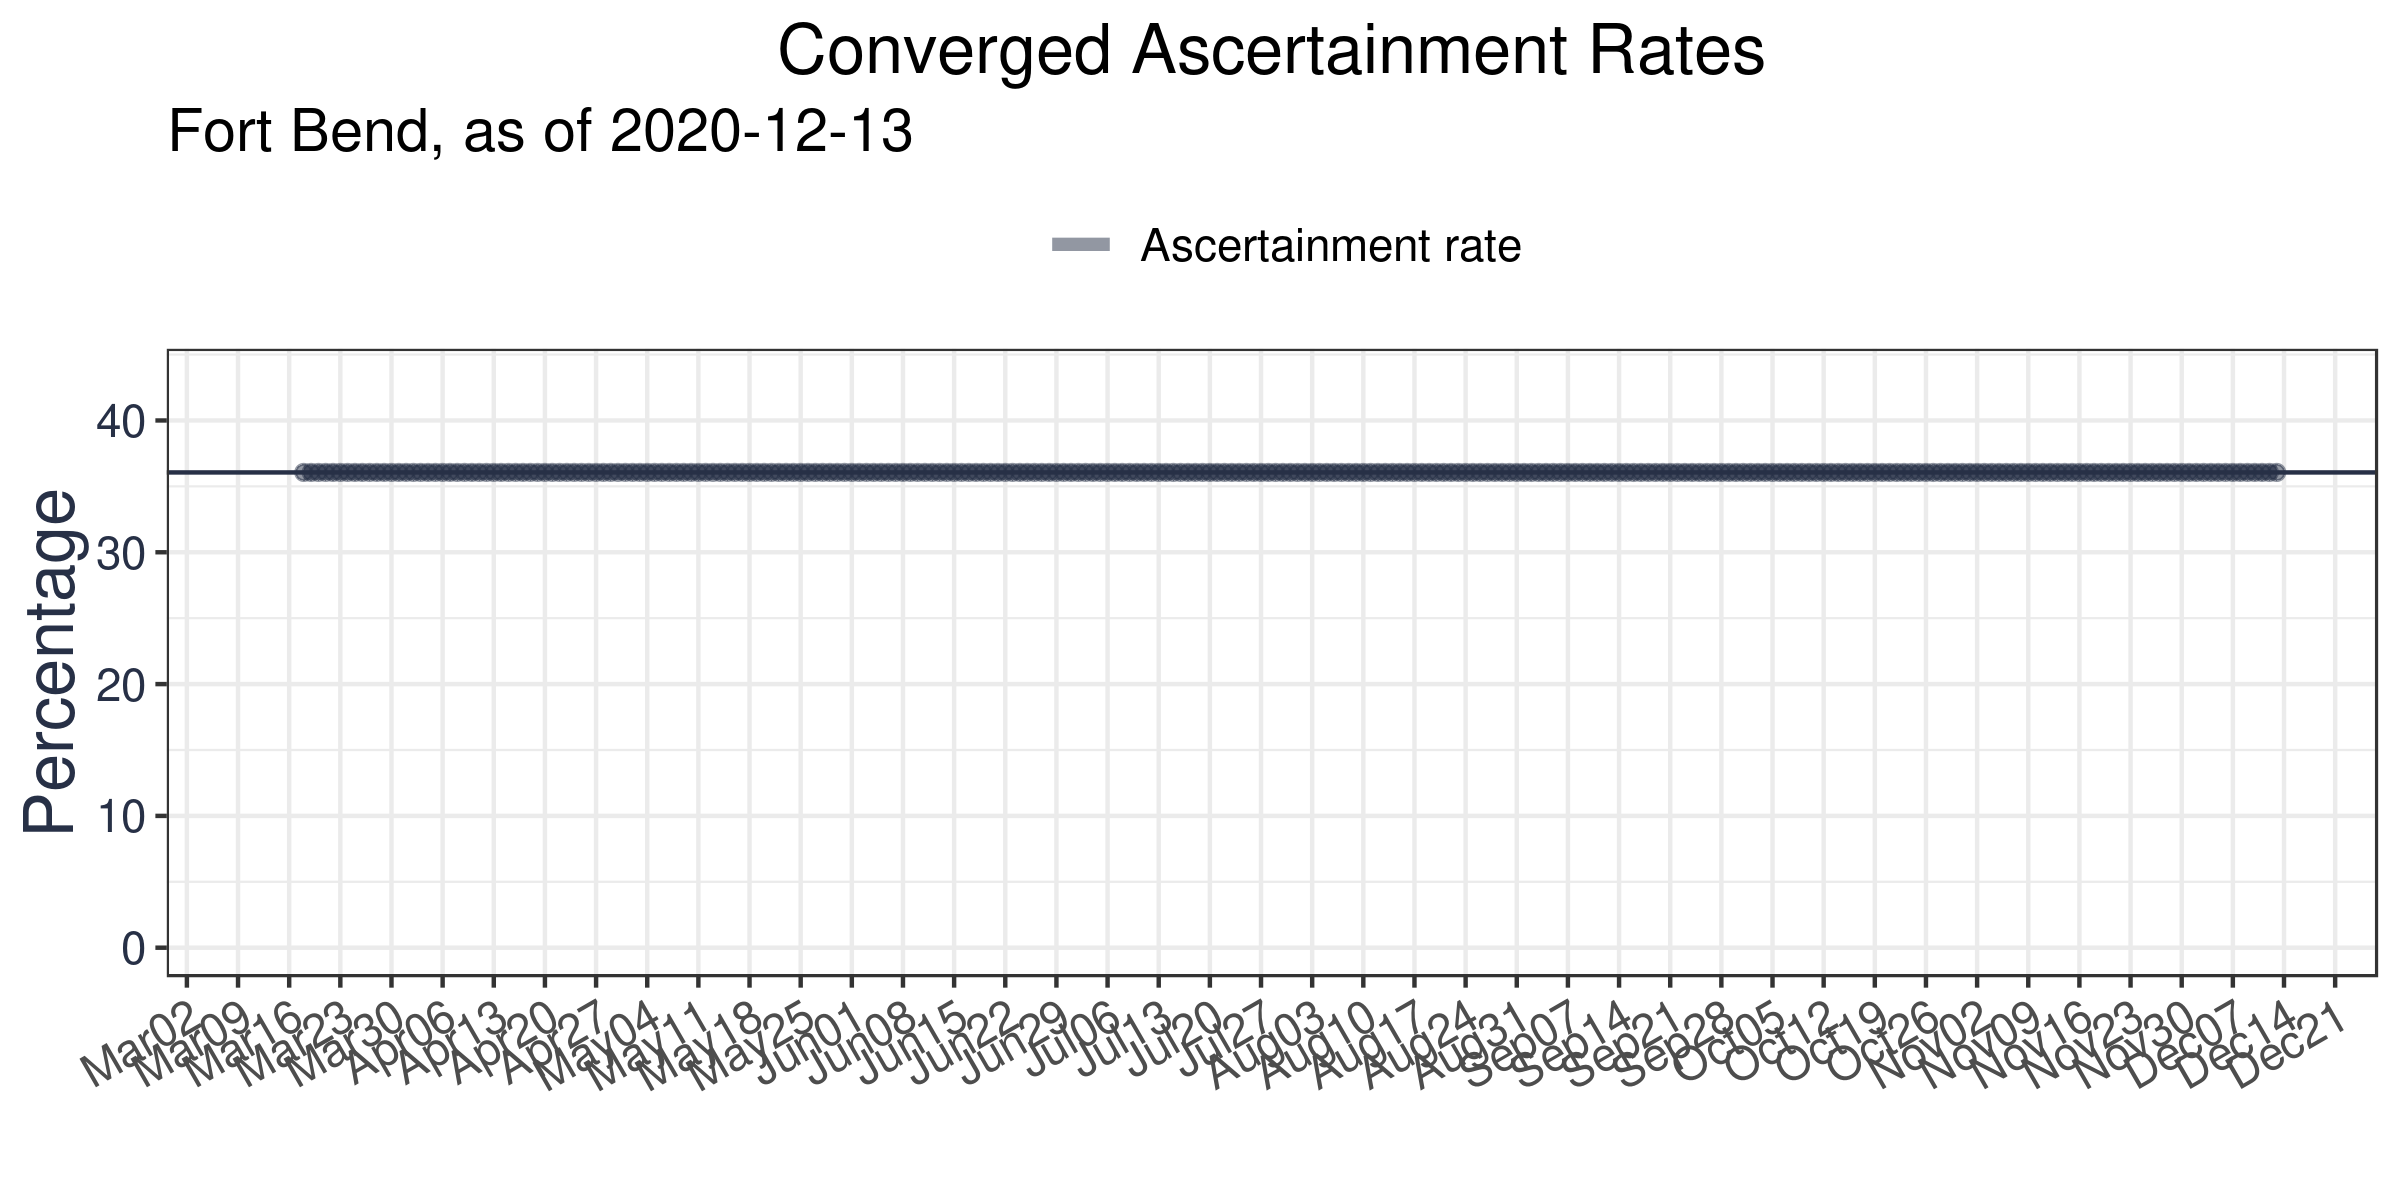 Converged Ascertainment Rates
Fort Bend, as of 2020-12-13
Ascertainment rate
Percentage
40
30
20
10
0
Mar02 Mar09 Mar16 Mar23 Mar30 Apr06 Apr13 Apr20 Apr27 May04 May11 May18 May25 Jun01 Jun08 Jun15 Jun22 Jun29 Jul06 Jul13 Jul20 Jul27 Aug03 Aug10 Aug17 Aug24 Aug31 Sep07 Sep14 Sep21 Sep28 Oct05 Oct12 Oct19 Oct26 Nov02 Nov09 Nov16 Nov23 Nov30 Dec07 Dec14 Dec21